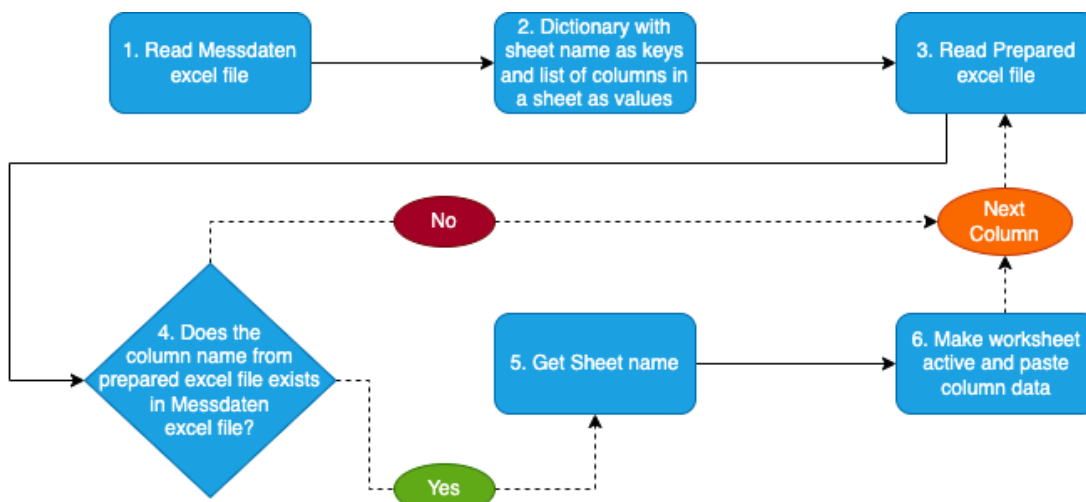 1. Read Messdaten
excel file
2. Dictionary with
sheet name as keys
and list of columns in
a sheet as values
3. Read Prepared
excel file
No
Next
Column
4. Does the
column name from
prepared excel file exists
in Messdaten
excel file?
5. Get Sheet name
6. Make worksheet
active and paste
column data
Yes